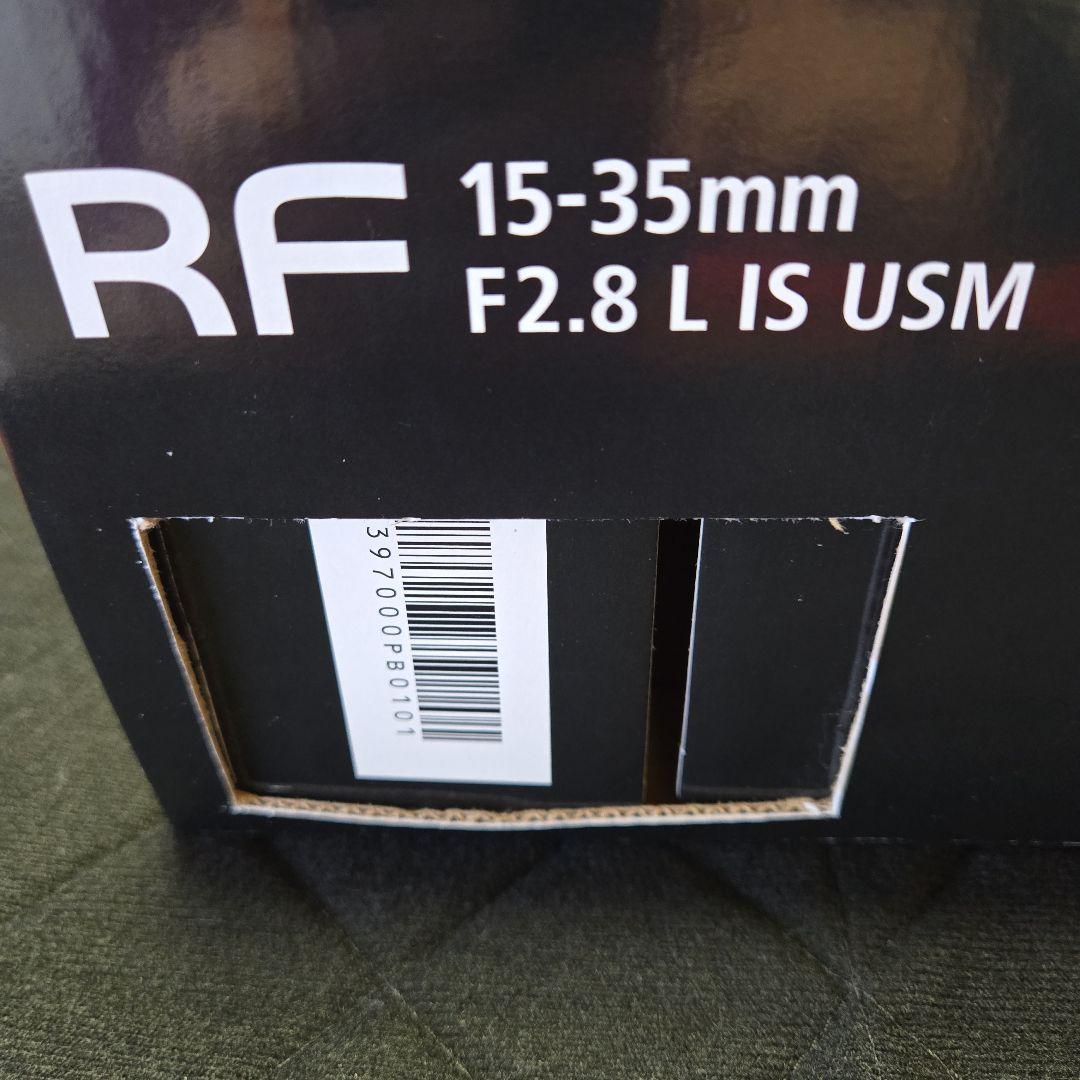 RF
15-35mm
F2.8 L IS USM
397000PB0101